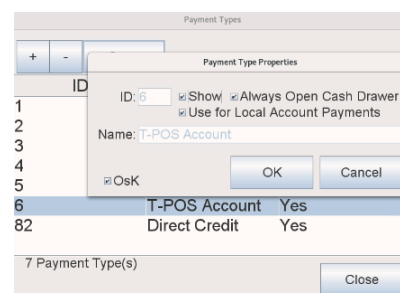 Payment Types
+ -
Payment Type Properties
ID
ID: 6 Show Always Open Cash Drawer
Use for Local Account Payments
Name: T-POS Account
OsK OK Cancel
1
2
3
4
5
6 T-POS Account Yes
82 Direct Credit Yes
7 Payment Type(s)
Close